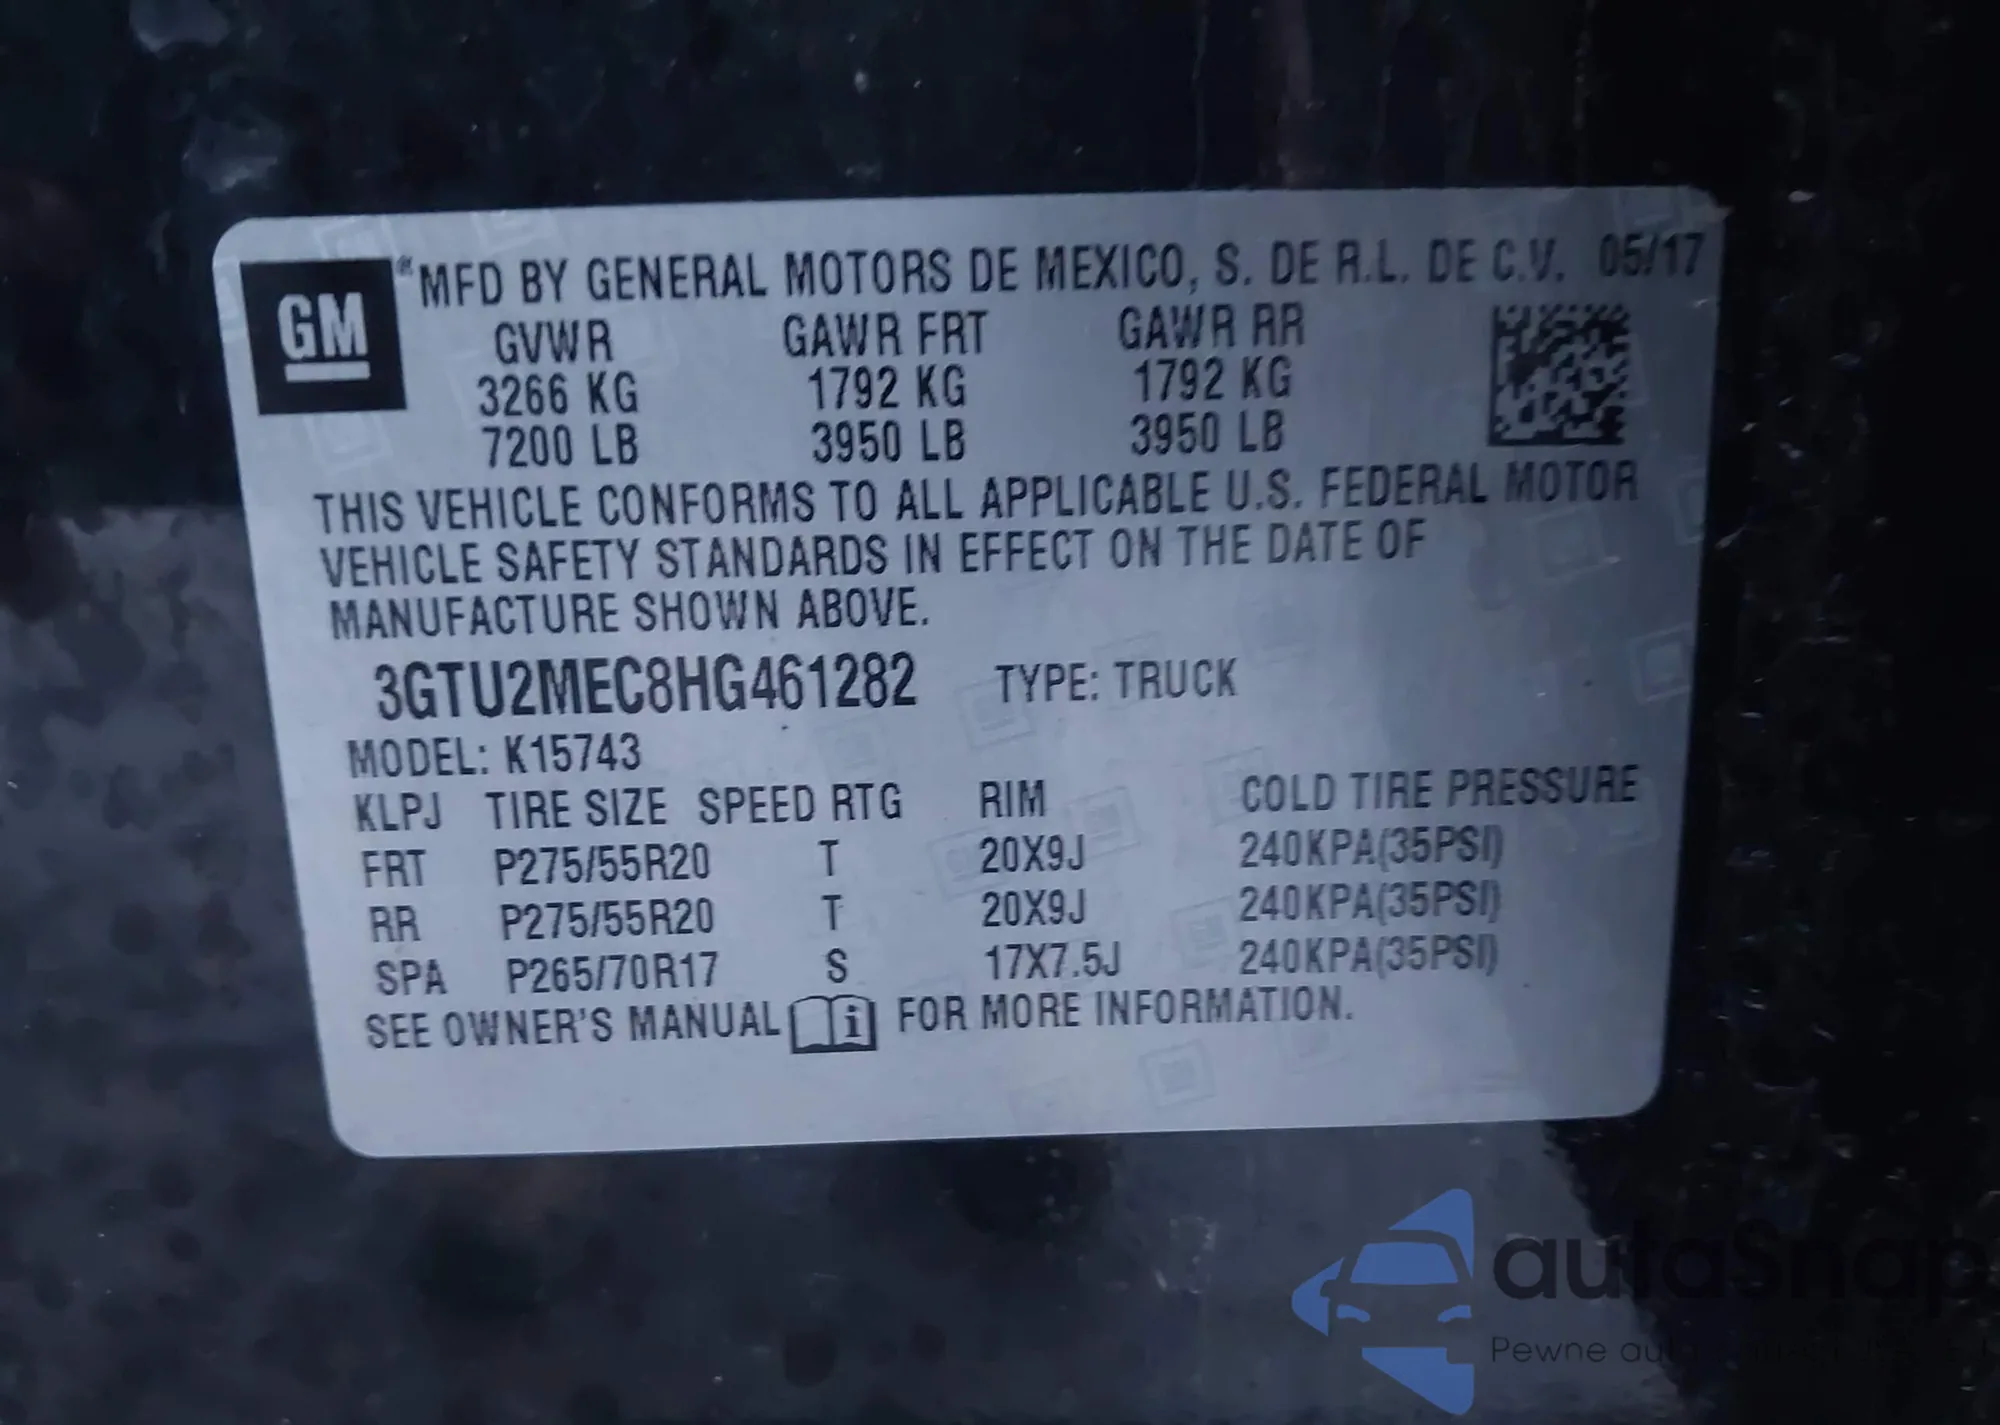 GM
MFD BY GENERAL MOTORS DE MEXICO, S. DE R.L. DE C.V. 05/17
GVWR GAWR FRT GAWR RR
3266 KG 1792 KG 1792 KG
7200 LB 3950 LB 3950 LB
THIS VEHICLE CONFORMS TO ALL APPLICABLE U.S. FEDERAL MOTOR
VEHICLE SAFETY STANDARDS IN EFFECT ON THE DATE OF
MANUFACTURE SHOWN ABOVE.
3GTU2MEC8HG461282 TYPE: TRUCK
MODEL: K15743
KLPJ TIRE SIZE SPEED RTG RIM COLD TIRE PRESSURE
FRT P275/55R20 T 20X9J 240KPA(35PSI)
RR P275/55R20 T 20X9J 240KPA(35PSI)
SPA P265/70R17 S 17X7.5J 240KPA(35PSI)
SEE OWNER'S MANUAL i FOR MORE INFORMATION.
autaSnap
Pewne